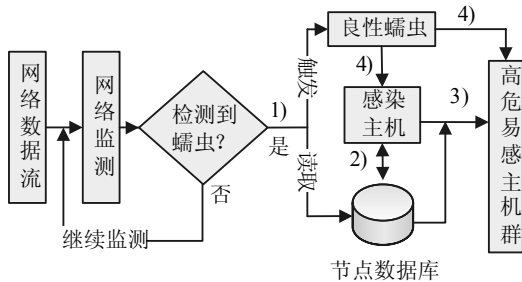 网络数据流
网络监测
检测到
蠕虫?
1)
是
否
继续监测
触发
读取
良性蠕虫
4)
4)
感染
主机
3)
2)
节点数据库
高危易感主机群